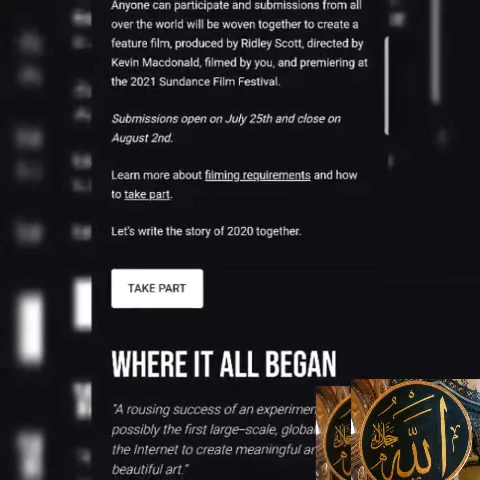 Anyone can participate and submissions from all
over the world will be woven together to create a
feature film, produced by Ridley Scott, directed by
Kevin Macdonald, filmed by you, and premiering at
the 2021 Sundance Film Festival.
Submissions open on July 25th and close on
August 2nd.
Learn more about filming requirements and how
to take part.
Let's write the story of 2020 together.
TAKE PART
WHERE IT ALL BEGAN
"A rousing success of an experimen
possibly the first large-scale, global
the Internet to create meaningful ar
beautiful art."
الله
جل جلاله